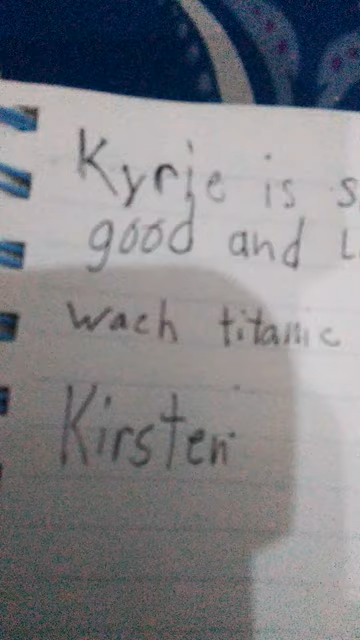 Kyrie is s
good and L
wach titanic
Kirsten